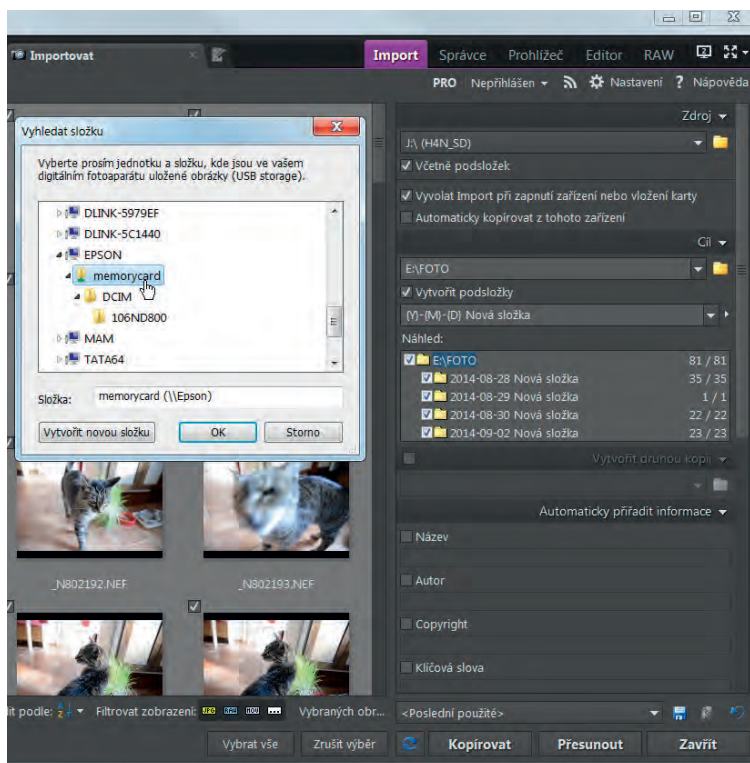 Importovat
Import Správce Prohlížeč Editor RAW
PRO Nepřihlášen Nastavení ? Nápověda
Vyhledat složku
Vyberte prosím jednotku a složku, kde jsou ve vašem
digitálním fotoaparátu uložené obrázky (USB storage).
DLINK-5979EF
DLINK-5C1440
EPSON
memorycard
DCIM
106ND800
MAM
TATA64
Složka: memorycard (\\Epson)
Vytvořit novou složku OK Storno
Zdroj
J:\ (H4N_SD)
Včetně podsložek
Vyvolat Import při zapnutí zařízení nebo vložení karty
Automaticky kopírovat z tohoto zařízení
Cíl
E:\FOTO
Vytvořit podsložky
(Y)-(M)-(D) Nová složka
Náhled:
E:\FOTO 81 / 81
2014-08-28 Nová složka 35 / 35
2014-08-29 Nová složka 1 / 1
2014-08-30 Nová složka 22 / 22
2014-09-02 Nová složka 23 / 23
Vytvořit druhou kopii
Automaticky přiřadit informace
Název
Autor
Copyright
Klíčová slova
_N802192.NEF _N802193.NEF
dit podle: Filtrovat zobrazení: JPG RAW MOV ... Vybraných obr...
<Poslední použité>
Vybrat vše Zrušit výběr Kopírovat Přesunout Zavřít